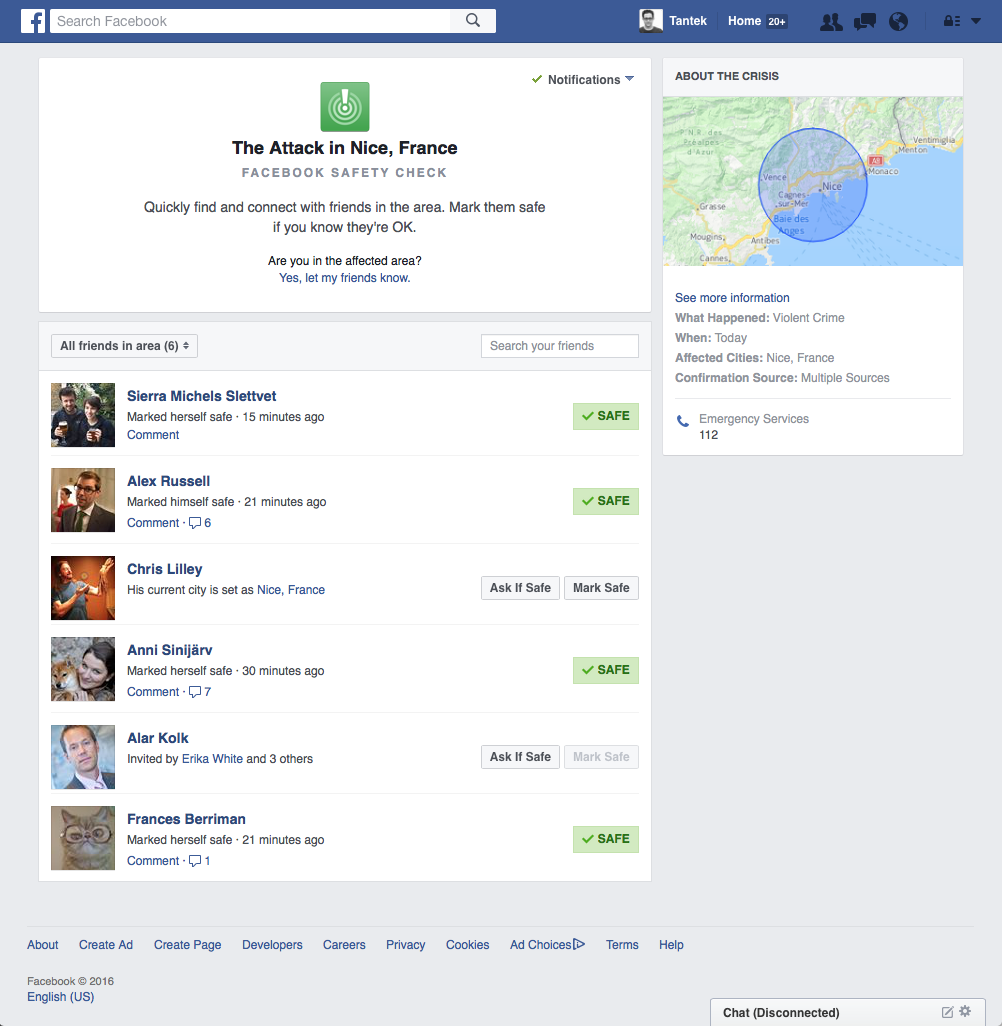 Search Facebook
Tantek
Home 20+
Notifications
The Attack in Nice, France
FACEBOOK SAFETY CHECK
Quickly find and connect with friends in the area. Mark them safe
if you know they're OK.
Are you in the affected area?
Yes, let my friends know.
All friends in area (6)
Search your friends
Sierra Michels Slettvet
Marked herself safe · 15 minutes ago
Comment
SAFE
Alex Russell
Marked himself safe · 21 minutes ago
Comment · 6
SAFE
Chris Lilley
His current city is set as Nice, France
Ask If Safe
Mark Safe
Anni Sinijärv
Marked herself safe · 30 minutes ago
Comment · 7
SAFE
Alar Kolk
Invited by Erika White and 3 others
Ask If Safe
Mark Safe
Frances Berriman
Marked herself safe · 21 minutes ago
Comment · 1
SAFE
ABOUT THE CRISIS
P.N.R. des
Préalpes
d'Azur
Ventimiglia
Menton
A8
Monaco
Vence
Nice
Cagnes
-sur-Mer
Grasse
Baie des
Anges
Mougins
Antibes
Cannes
See more information
What Happened: Violent Crime
When: Today
Affected Cities: Nice, France
Confirmation Source: Multiple Sources
Emergency Services
112
About
Create Ad
Create Page
Developers
Careers
Privacy
Cookies
Ad Choices
Terms
Help
Facebook © 2016
English (US)
Chat (Disconnected)